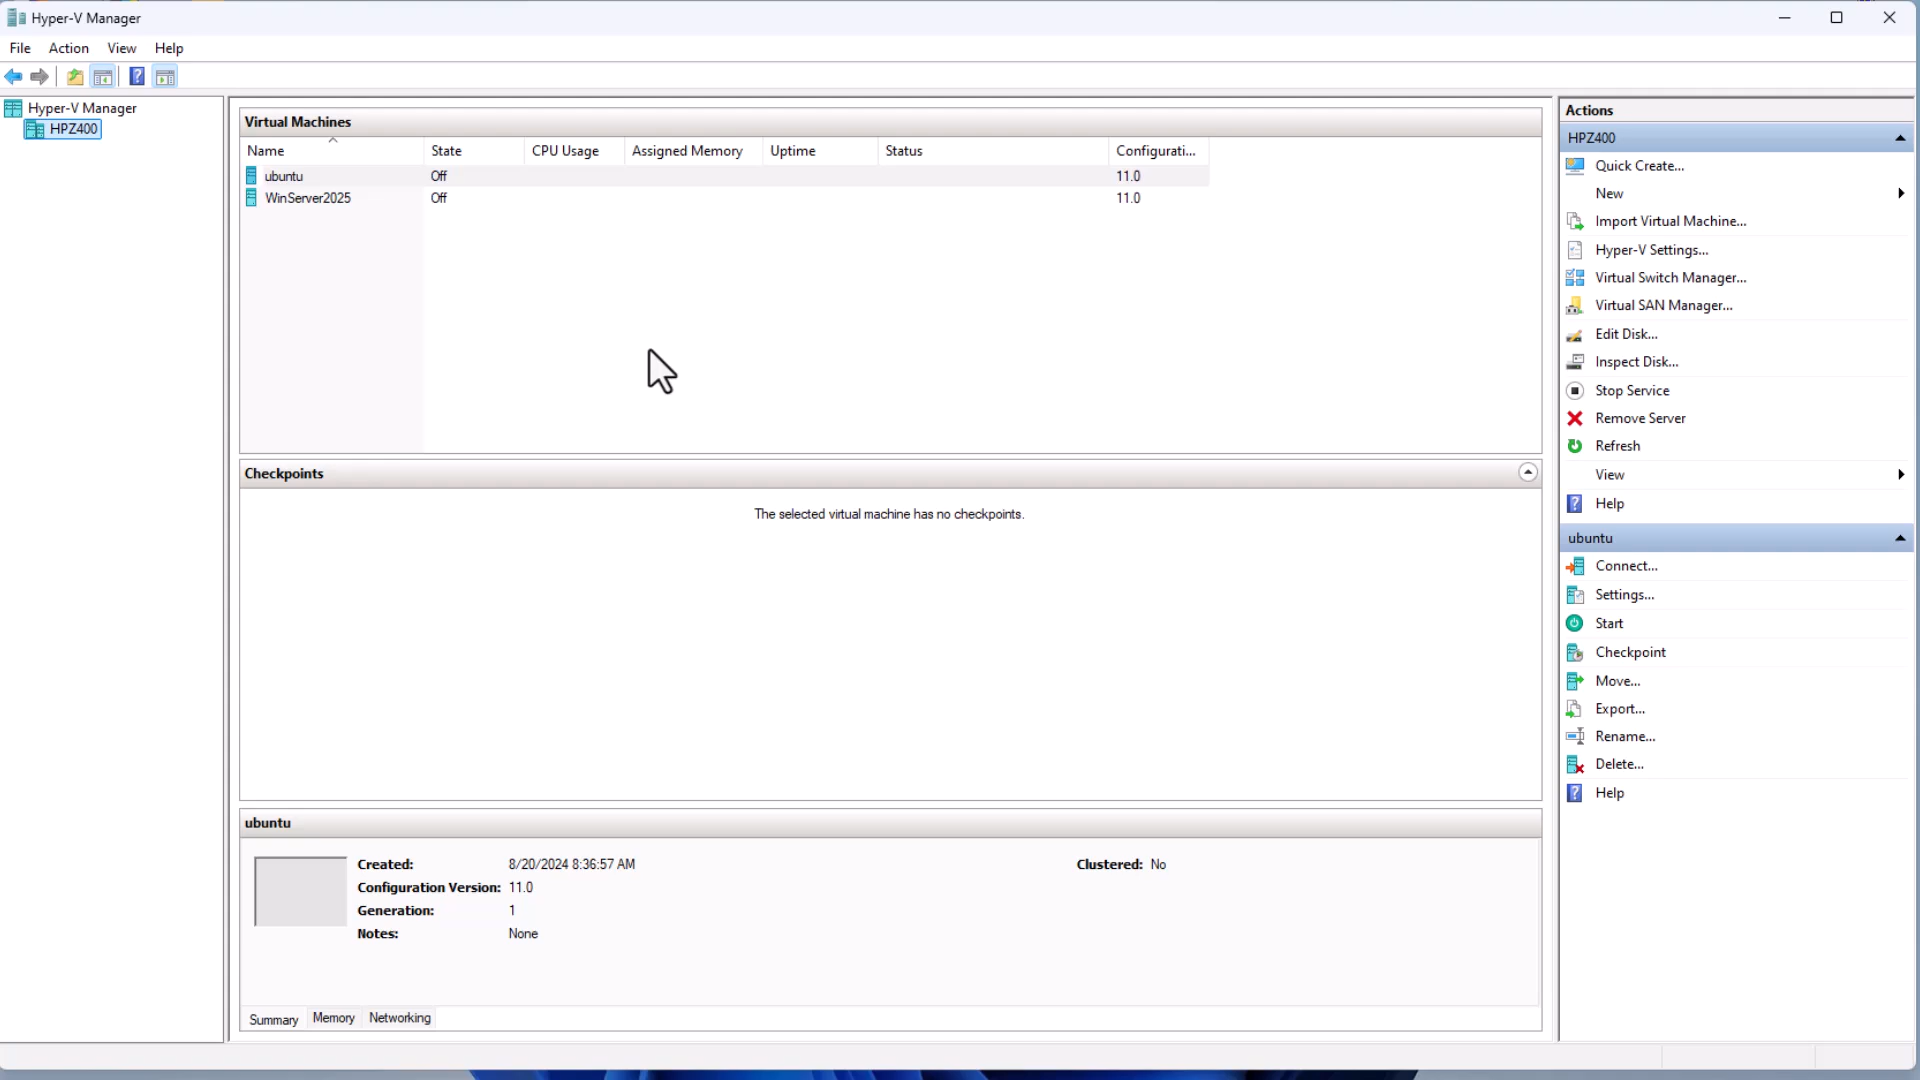 Hyper-V Manager
File Action View Help
Hyper-V Manager
HPZ400
Virtual Machines
Name State CPU Usage Assigned Memory Uptime Status Configurati...
ubuntu Off 11.0
WinServer2025 Off 11.0
Checkpoints
The selected virtual machine has no checkpoints.
ubuntu
Created: 8/20/2024 8:36:57 AM Clustered: No
Configuration Version: 11.0
Generation: 1
Notes: None
Summary Memory Networking
Actions
HPZ400
Quick Create...
New
Import Virtual Machine...
Hyper-V Settings...
Virtual Switch Manager...
Virtual SAN Manager...
Edit Disk...
Inspect Disk...
Stop Service
Remove Server
Refresh
View
Help
ubuntu
Connect...
Settings...
Start
Checkpoint
Move...
Export...
Rename...
Delete...
Help